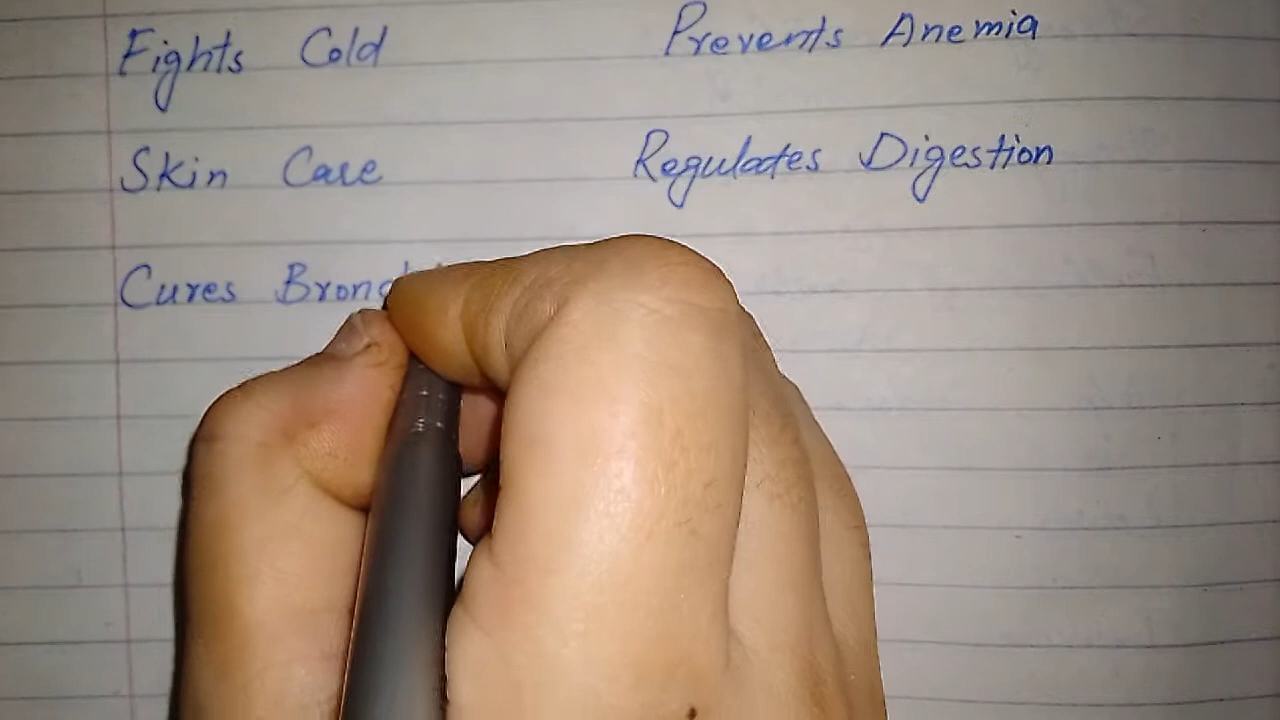 Fights Cold Prevents Anemia
Skin Care Regulates Digestion
Cures